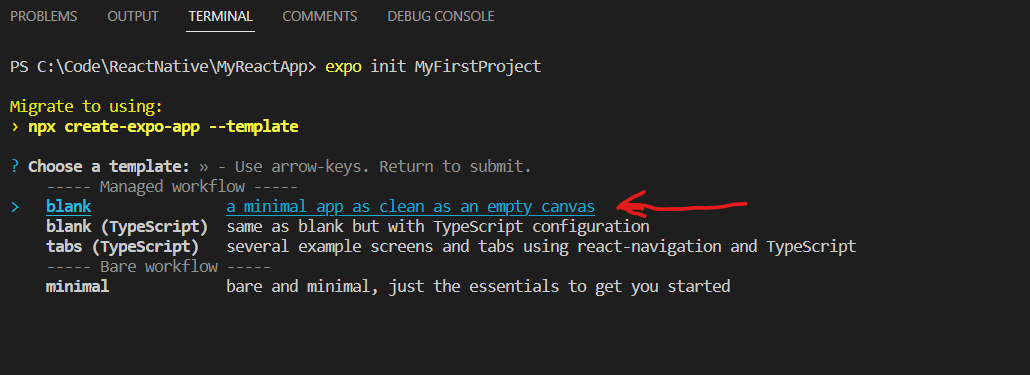 PROBLEMS OUTPUT TERMINAL COMMENTS DEBUG CONSOLE
PS C:\Code\ReactNative\MyReactApp> expo init MyFirstProject
Migrate to using:
› npx create-expo-app --template
? Choose a template: » - Use arrow-keys. Return to submit.
----- Managed workflow -----
> blank a minimal app as clean as an empty canvas
blank (TypeScript) same as blank but with TypeScript configuration
tabs (TypeScript) several example screens and tabs using react-navigation and TypeScript
----- Bare workflow -----
minimal bare and minimal, just the essentials to get you started